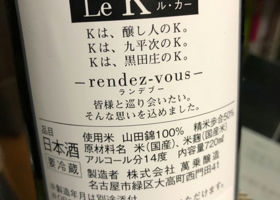 Le K
ル・カー
Kは、醸し人のK。
Kは、九平次のK。
Kは、黒田庄のK。
―rendez-vous―
ランデブー
皆様と巡り会いたい。
そんな思いを込めました。
日本酒
要冷蔵
使用米 山田錦100% 精米歩合50%
原材料名 米(国産)、米麹(国産米)
アルコール分14度 内容量720ml
製造者 株式会社 萬乗醸造
名古屋市緑区大高町西門田41